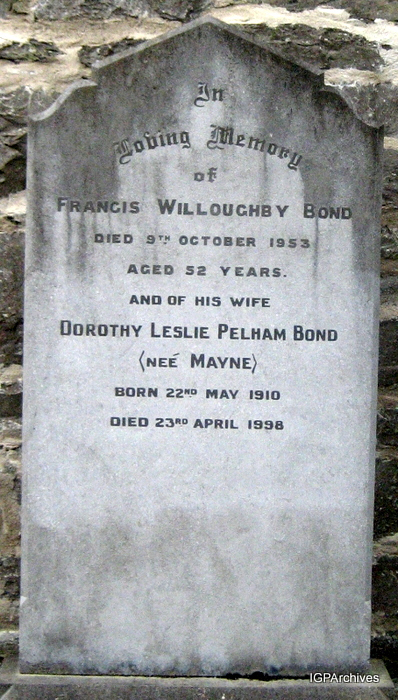 In
Loving Memory
of
FRANCIS WILLOUGHBY BOND
DIED 9TH OCTOBER 1953
AGED 52 YEARS.
AND OF HIS WIFE
DOROTHY LESLIE PELHAM BOND
(NEÉ MAYNE)
BORN 22ND MAY 1910
DIED 23RD APRIL 1998
IGPArchives